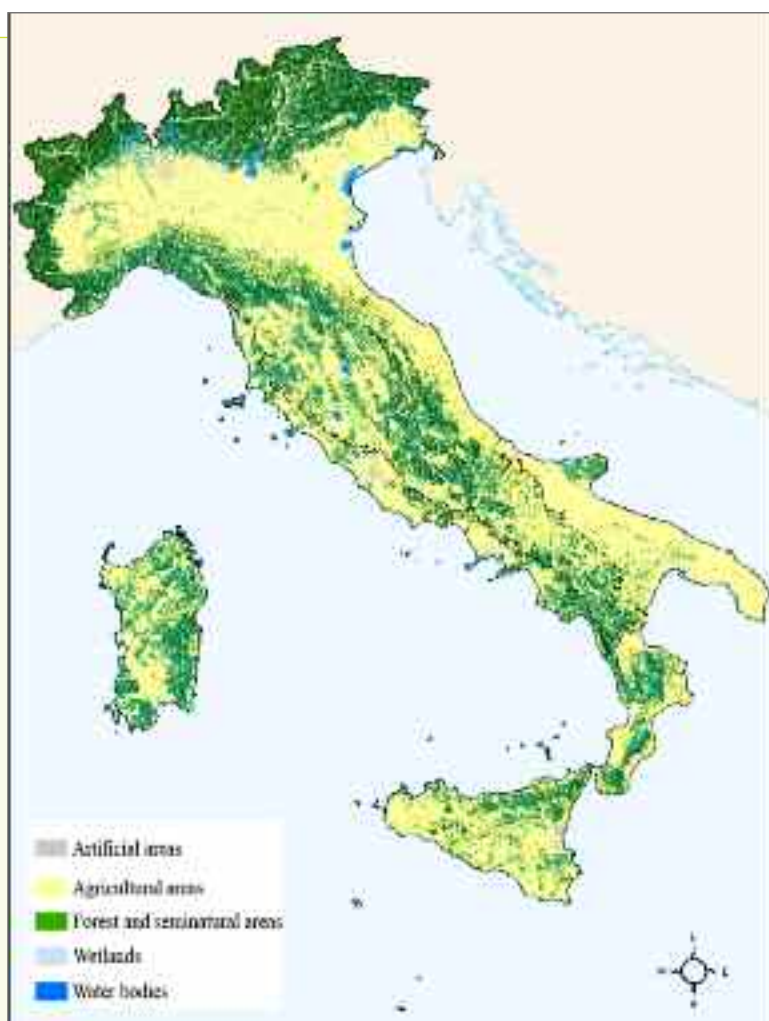 Artificial areas
Agricultural areas
Forest and seminatural areas
Wetlands
Water bodies